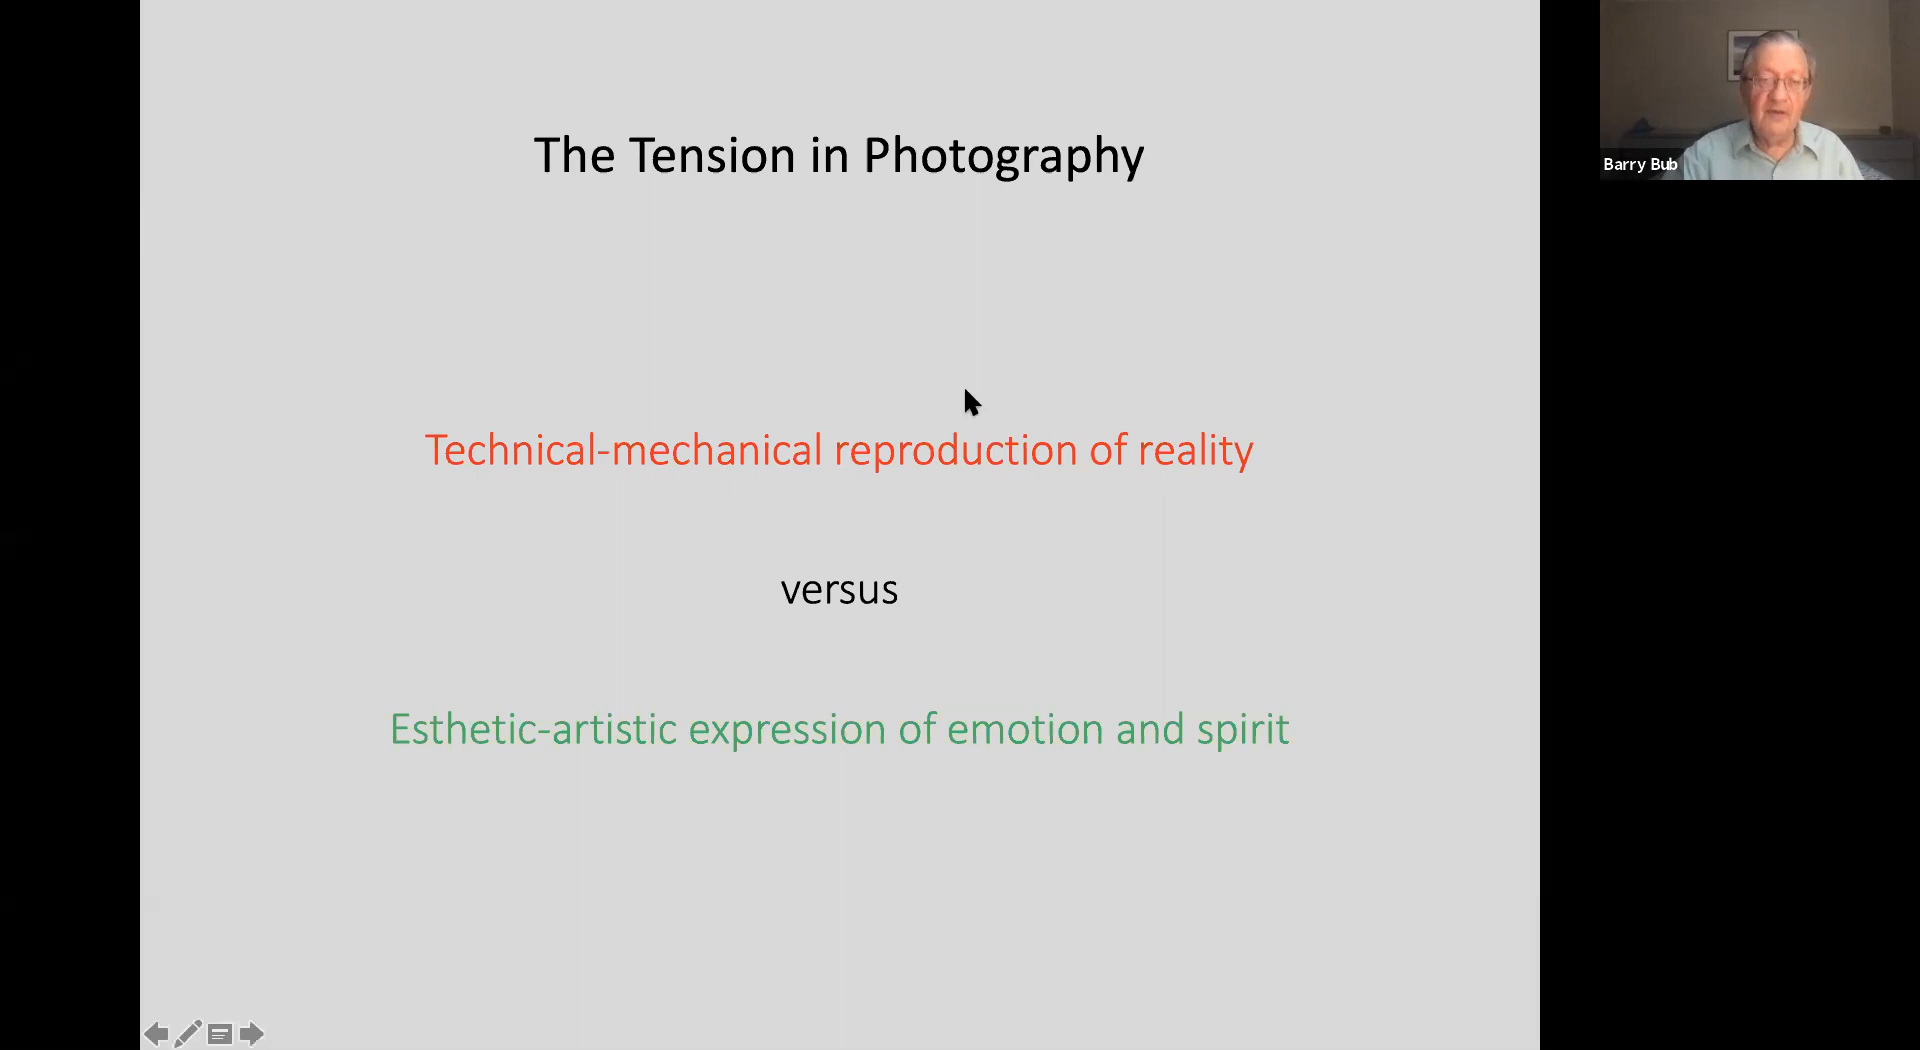 The Tension in Photography
Technical-mechanical reproduction of reality
versus
Esthetic-artistic expression of emotion and spirit
Barry Bub